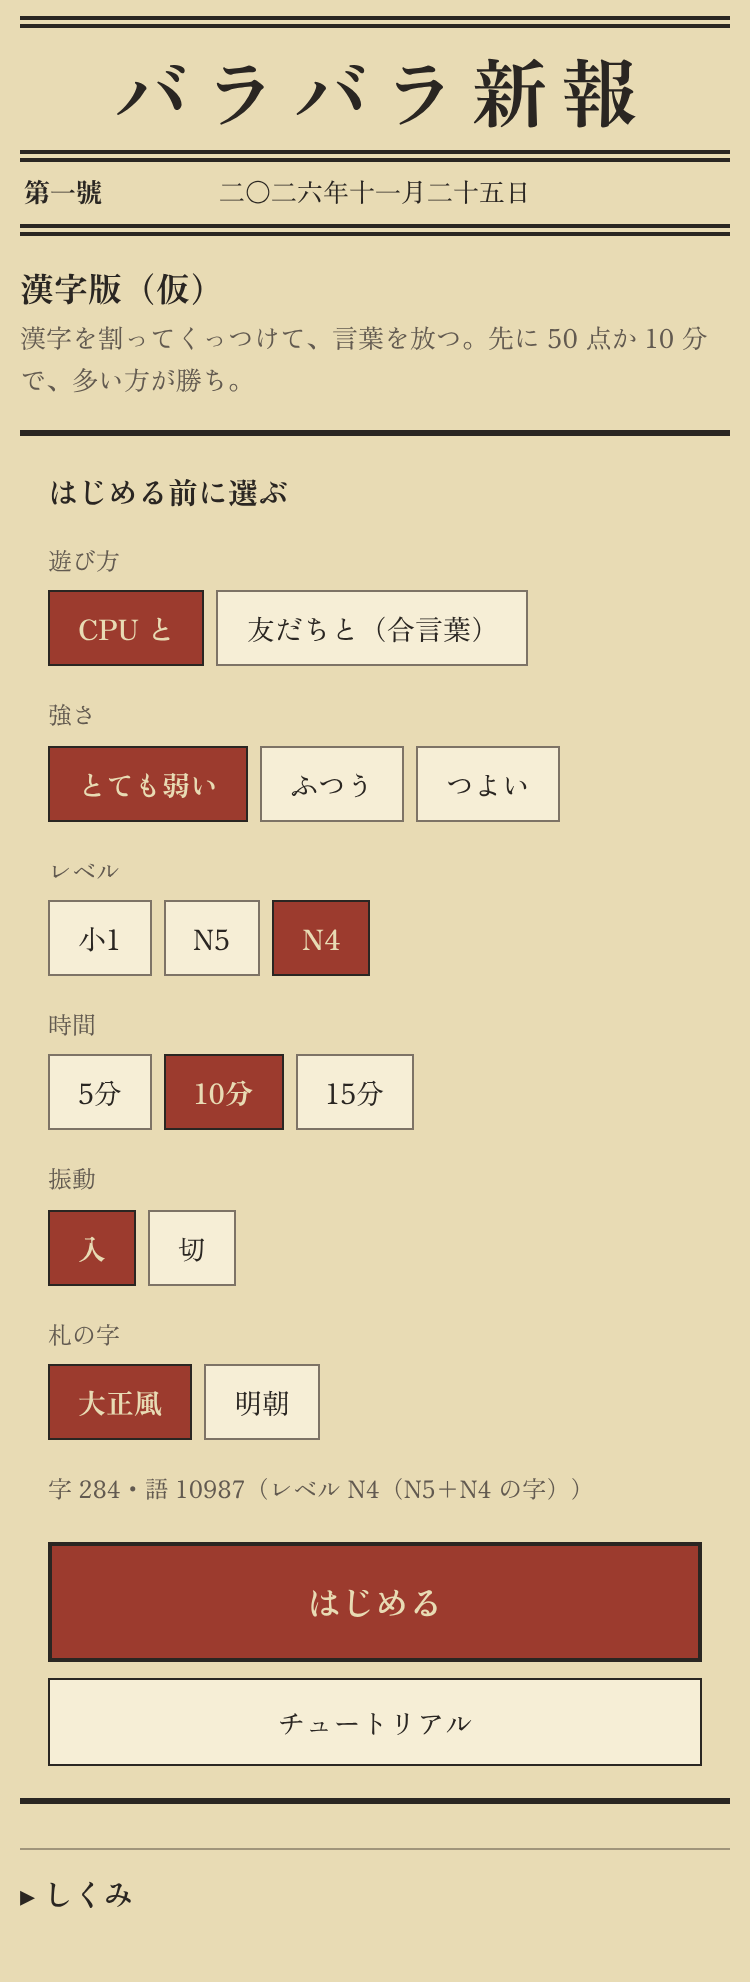 バラバラ新報
第一號 二〇二六年十一月二十五日
漢字版（仮）
漢字を割ってくっつけて、言葉を放つ。先に 50 点か 10 分
で、多い方が勝ち。
はじめる前に選ぶ
遊び方
CPU と 友だちと（合言葉）
強さ
とても弱い ふつう つよい
レベル
小1 N5 N4
時間
5分 10分 15分
振動
入 切
札の字
大正風 明朝
字 284・語 10987（レベル N4（N5＋N4 の字））
はじめる
チュートリアル
▸ しくみ